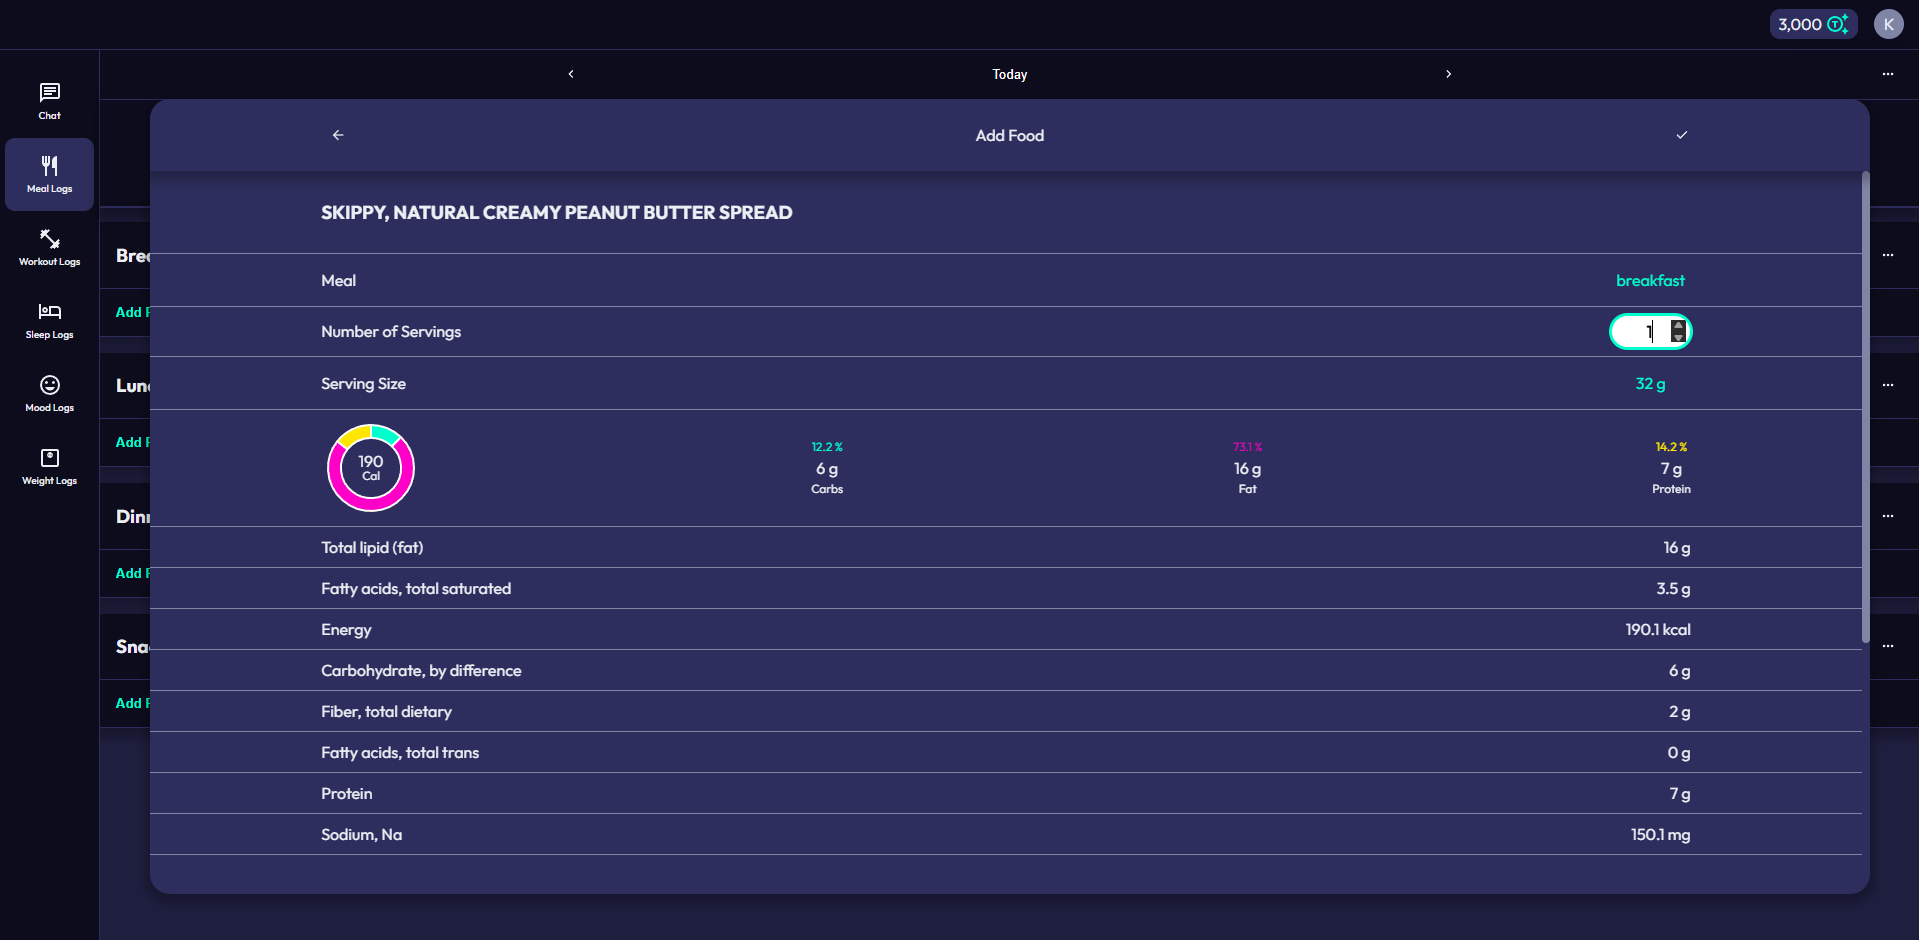 3,000
K
Today
Chat
Meal Logs
Workout Logs
Sleep Logs
Mood Logs
Weight Logs
Add Food
SKIPPY, NATURAL CREAMY PEANUT BUTTER SPREAD
Meal breakfast
Number of Servings 1
Serving Size 32 g
190
Cal
12.2 %
6 g
Carbs
73.1 %
16 g
Fat
14.2 %
7 g
Protein
Total lipid (fat) 16 g
Fatty acids, total saturated 3.5 g
Energy 190.1 kcal
Carbohydrate, by difference 6 g
Fiber, total dietary 2 g
Fatty acids, total trans 0 g
Protein 7 g
Sodium, Na 150.1 mg
Add
Add
Add
Add